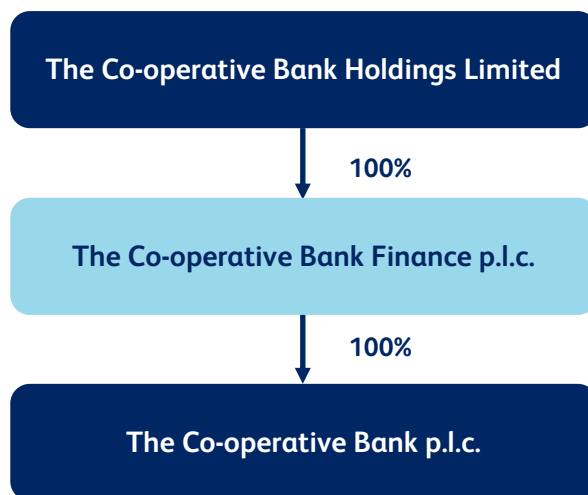 The Co-operative Bank Holdings Limited
100%
The Co-operative Bank Finance p.l.c.
100%
The Co-operative Bank p.l.c.